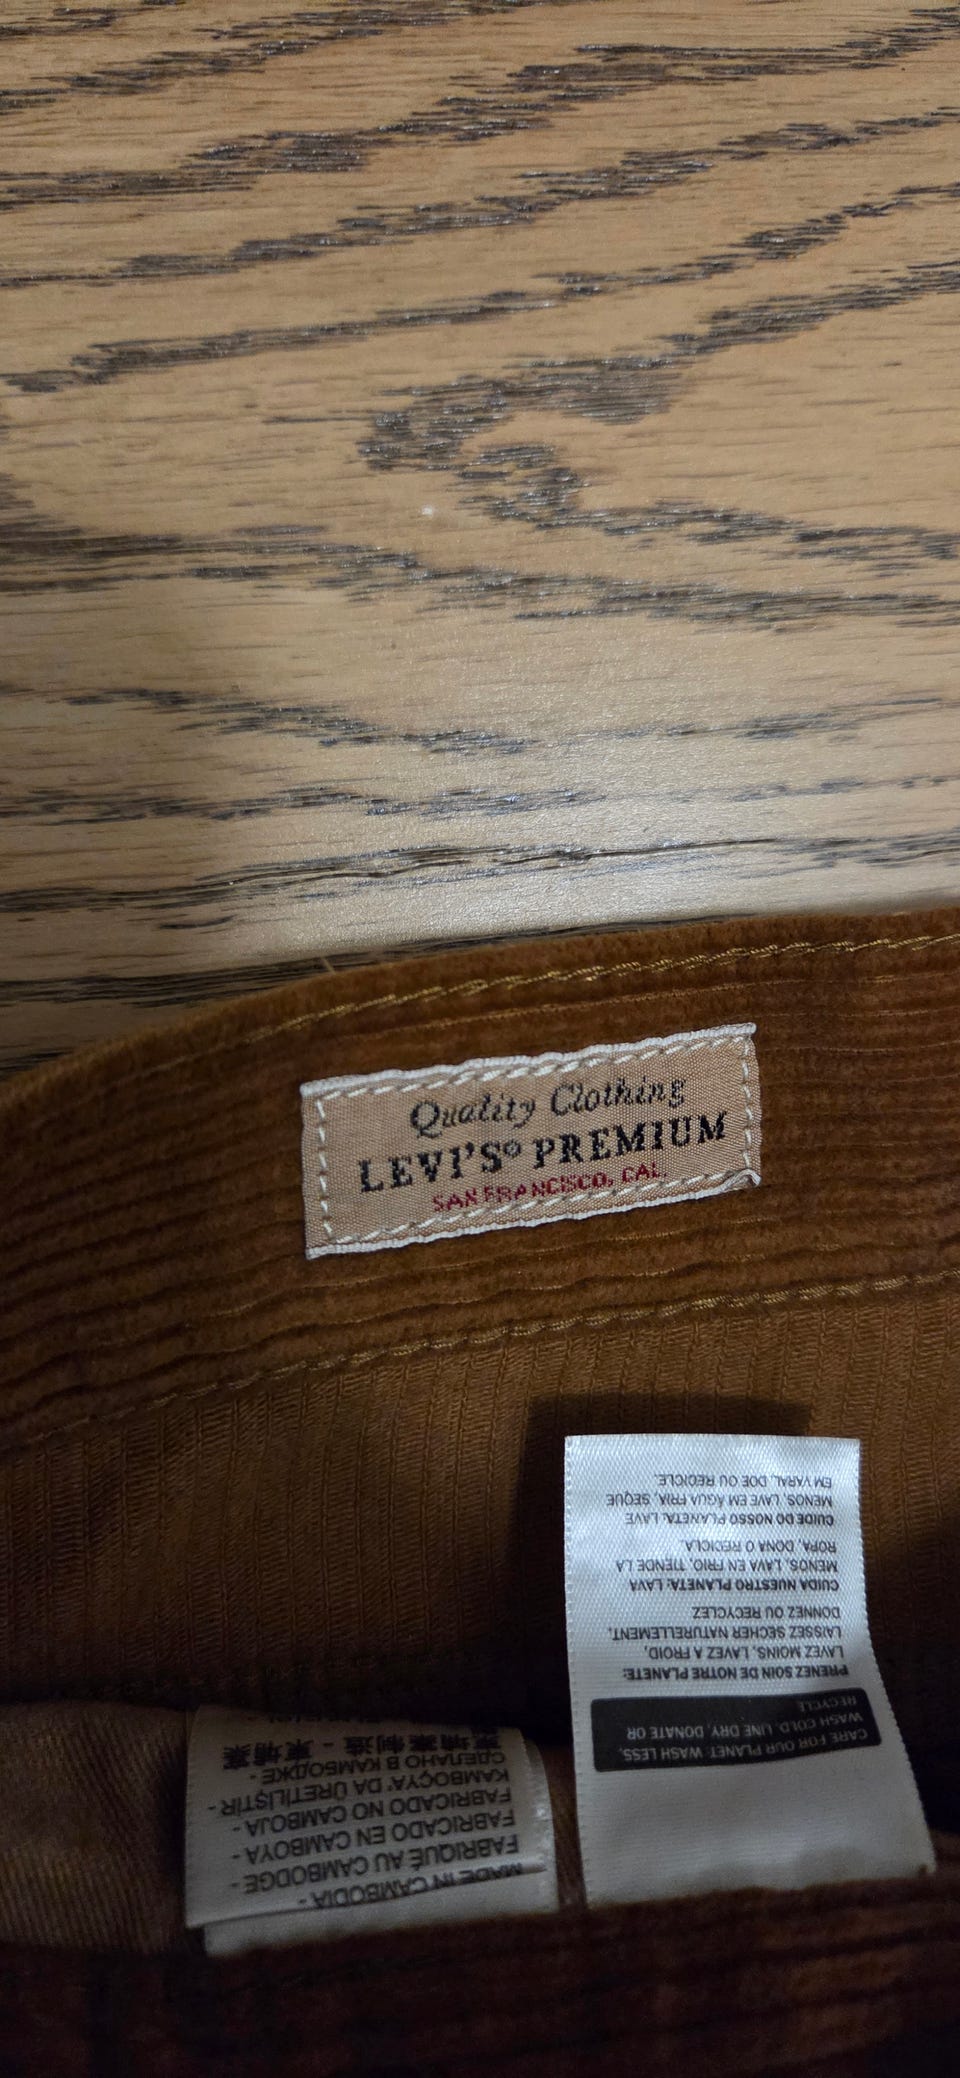 Quality Clothing
LEVI'S® PREMIUM
SAN FRANCISCO, CAL.
CARE FOR OUR PLANET: WASH LESS,
WASH COLD, LINE DRY, DONATE OR
RECYCLE
PRENEZ SOIN DE NOTRE PLANETE:
LAVEZ MOINS, LAVEZ A FROID,
LAISSEZ SÉCHER NATURELLEMENT,
DONNEZ OU RECYCLEZ
CUIDA NUESTRO PLANETA: LAVA
MENOS, LAVA EN FRIO, TIENDE LA
ROPA, DONA O RECICLA.
CUIDE DO NOSSO PLANETA: LAVE
MENOS, LAVE EM ÁGUA FRIA, SEQUE
EM VARAL, DOE OU RECICLE.
MADE IN CAMBODIA -
FABRIQUÉ AU CAMBODGE -
FABRICADO EN CAMBOYA -
FABRICADO NO CAMBOJA -
KAMBOÇYA' DA ÜRETİLİŞTİR -
СДЕЛАНО В КАМБОДЖЕ -
柬埔寨制造 - 柬埔寨